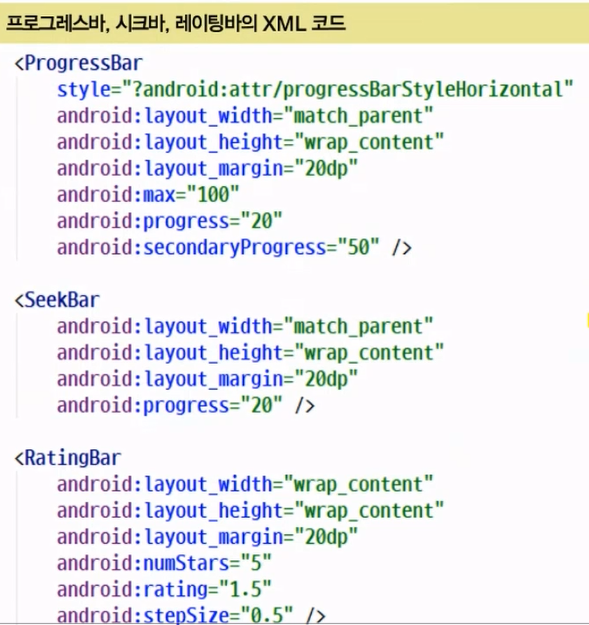 프로그레스바, 시크바, 레이팅바의 XML 코드
<ProgressBar
style="?android:attr/progressBarStyleHorizontal"
android:layout_width="match_parent"
android:layout_height="wrap_content"
android:layout_margin="20dp"
android:max="100"
android:progress="20"
android:secondaryProgress="50" />
<SeekBar
android:layout_width="match_parent"
android:layout_height="wrap_content"
android:layout_margin="20dp"
android:progress="20" />
<RatingBar
android:layout_width="wrap_content"
android:layout_height="wrap_content"
android:layout_margin="20dp"
android:numStars="5"
android:rating="1.5"
android:stepSize="0.5" />